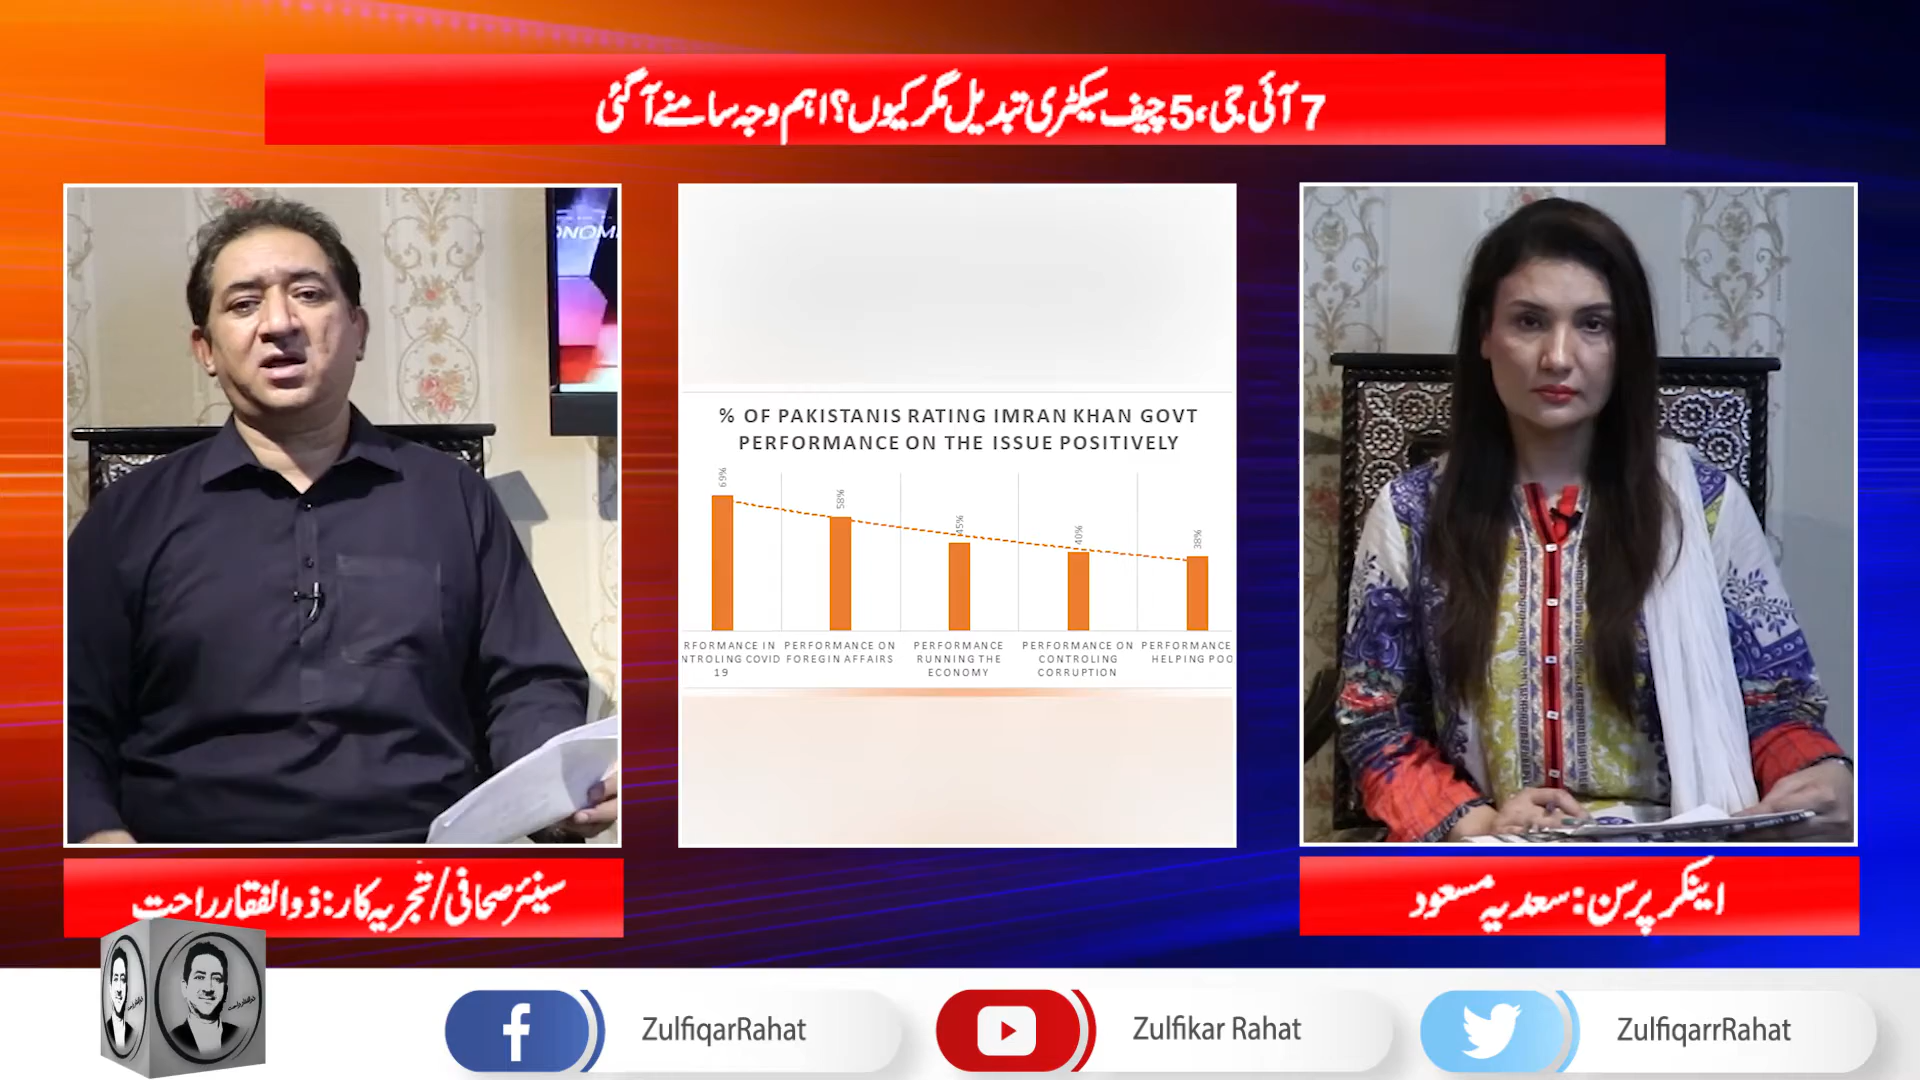 7 آئی جی، 5 چیف سیکٹری تبدیل مگر کیوں؟ اہم وجہ سامنے آ گئی
ONOM
% OF PAKISTANIS RATING IMRAN KHAN GOVT
PERFORMANCE ON THE ISSUE POSITIVELY
69%
58%
45%
40%
38%
RFORMANCE IN
NTROLING COVID
19
PERFORMANCE ON
FOREGIN AFFAIRS
PERFORMANCE
RUNNING THE
ECONOMY
PERFORMANCE ON
CONTROLING
CORRUPTION
PERFORMANCE
HELPING POO
سینئر صحافی/تجزیہ کار: ذوالفقار راحت
اینکر پرسن: سعدیہ مسعود
ZulfiqarRahat
Zulfikar Rahat
ZulfiqarrRahat